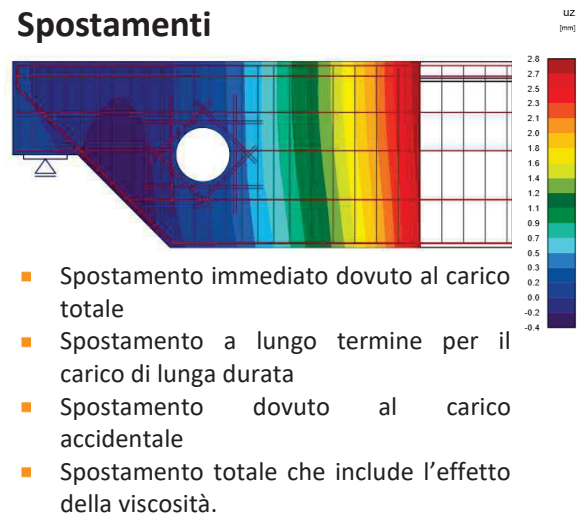 Spostamenti
uz
[mm]
2.8
2.7
2.5
2.3
2.1
2.0
1.8
1.6
1.4
1.2
1.1
0.9
0.7
0.5
0.3
0.2
0.0
-0.2
-0.4
Spostamento immediato dovuto al carico
totale
Spostamento a lungo termine per il
carico di lunga durata
Spostamento dovuto al carico
accidentale
Spostamento totale che include l’effetto
della viscosità.